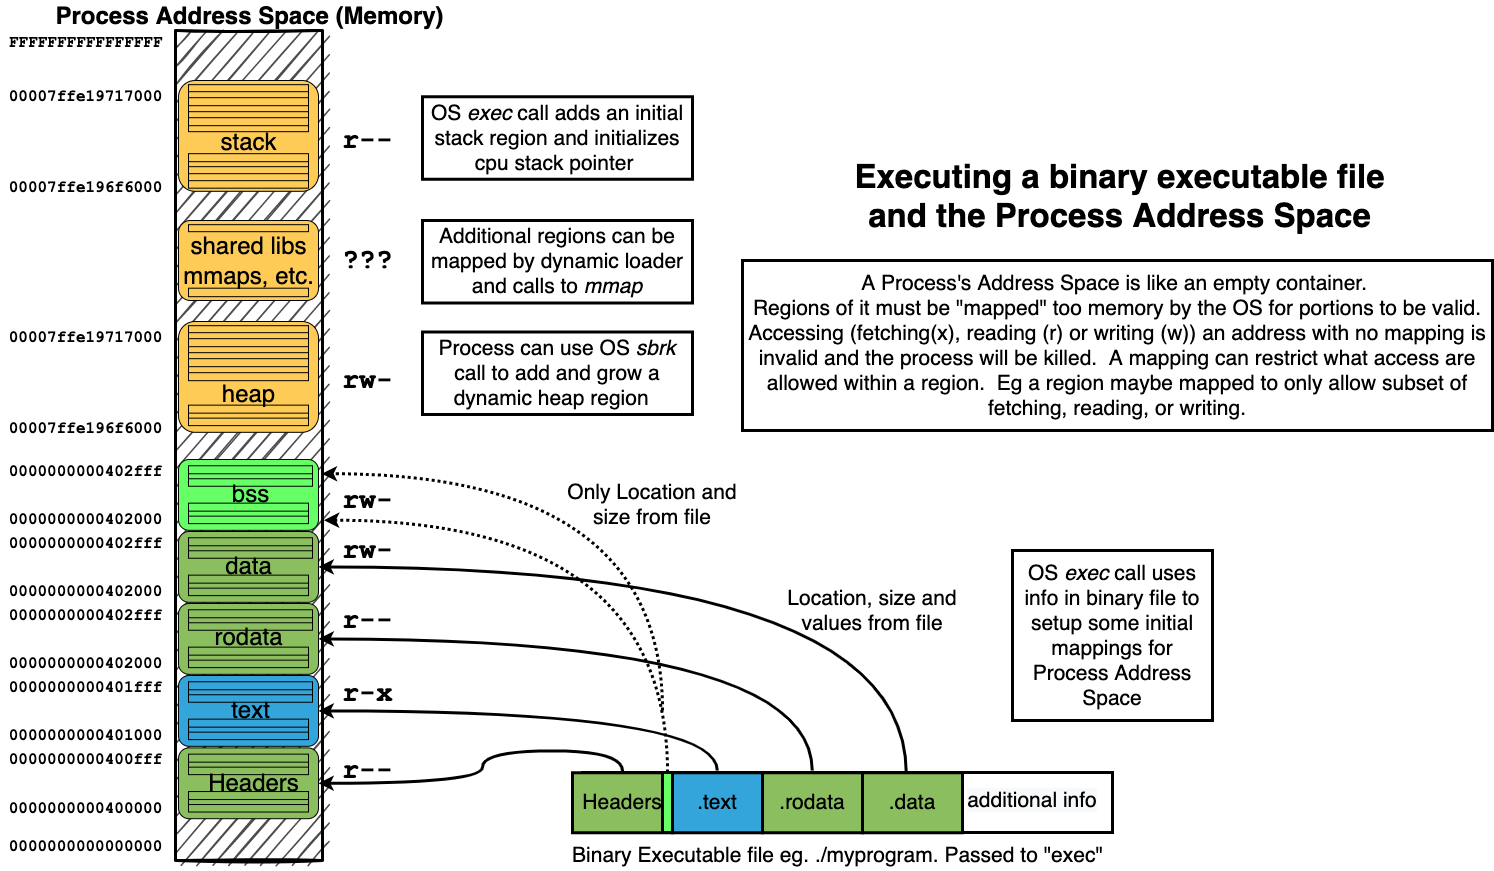 Process Address Space (Memory)
FFFFFFFFFFFFFFFF
00007ffe19717000
stack
r--
00007ffe196f6000
OS exec call adds an initial
stack region and initializes
cpu stack pointer
shared libs
mmaps, etc.
???
Additional regions can be
mapped by dynamic loader
and calls to mmap
00007ffe19717000
heap
rw-
00007ffe196f6000
Process can use OS sbrk
call to add and grow a
dynamic heap region
Executing a binary executable file
and the Process Address Space
A Process's Address Space is like an empty container.
Regions of it must be "mapped" too memory by the OS for portions to be valid.
Accessing (fetching(x), reading (r) or writing (w)) an address with no mapping is
invalid and the process will be killed.  A mapping can restrict what access are
allowed within a region.  Eg a region maybe mapped to only allow subset of
fetching, reading, or writing.
0000000000402fff
bss
rw-
0000000000402000
0000000000402fff
data
rw-
0000000000402000
0000000000402fff
rodata
r--
0000000000402000
0000000000401fff
text
r-x
0000000000401000
0000000000400fff
Headers
r--
0000000000400000
0000000000000000
Only Location and
size from file
Location, size and
values from file
OS exec call uses
info in binary file to
setup some initial
mappings for
Process Address
Space
Headers
.text
.rodata
.data
additional info
Binary Executable file eg. ./myprogram. Passed to "exec"